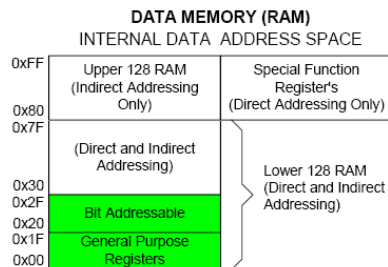 DATA MEMORY (RAM)
INTERNAL DATA ADDRESS SPACE
0xFF
Upper 128 RAM
(Indirect Addressing
Only)
Special Function
Register's
(Direct Addressing Only)
0x80
0x7F
(Direct and Indirect
Addressing)
Lower 128 RAM
(Direct and Indirect
Addressing)
0x30
0x2F
Bit Addressable
0x20
0x1F
General Purpose
Registers
0x00